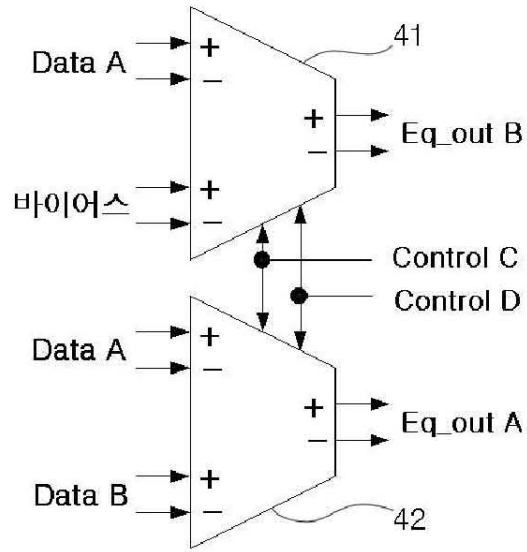 41
Data A
+
−
+
−
Eq_out B
바이어스
+
−
Control C
Control D
Data A
+
−
+
−
Eq_out A
Data B
+
−
42